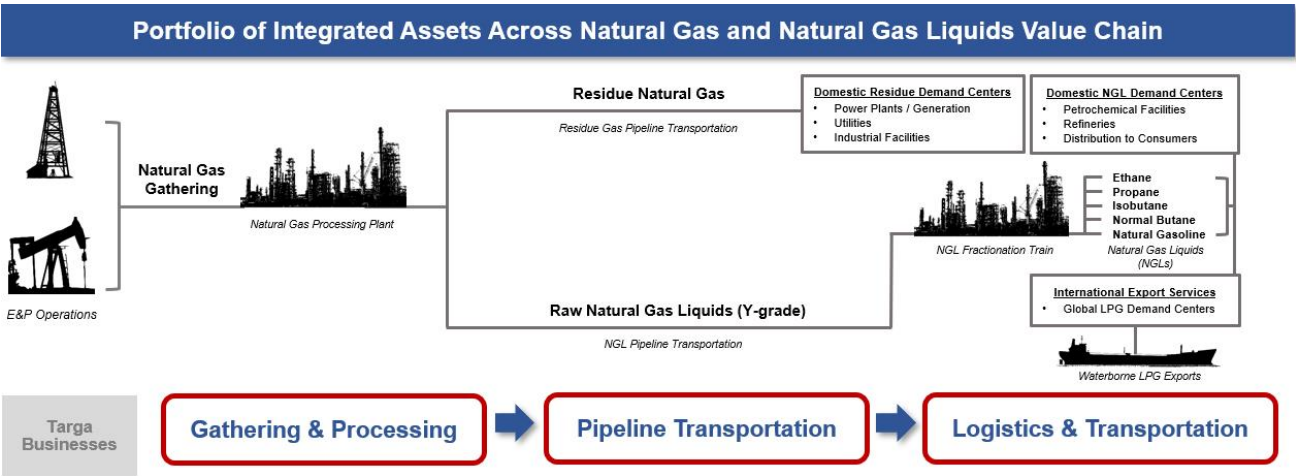 Portfolio of Integrated Assets Across Natural Gas and Natural Gas Liquids Value Chain
E&P Operations
Natural Gas
Gathering
Natural Gas Processing Plant
Residue Natural Gas
Residue Gas Pipeline Transportation
Domestic Residue Demand Centers
• Power Plants / Generation
• Utilities
• Industrial Facilities
Domestic NGL Demand Centers
• Petrochemical Facilities
• Refineries
• Distribution to Consumers
Raw Natural Gas Liquids (Y-grade)
NGL Pipeline Transportation
NGL Fractionation Train
Ethane
Propane
Isobutane
Normal Butane
Natural Gasoline
Natural Gas Liquids
(NGLs)
International Export Services
• Global LPG Demand Centers
Waterborne LPG Exports
Targa
Businesses
Gathering & Processing
Pipeline Transportation
Logistics & Transportation